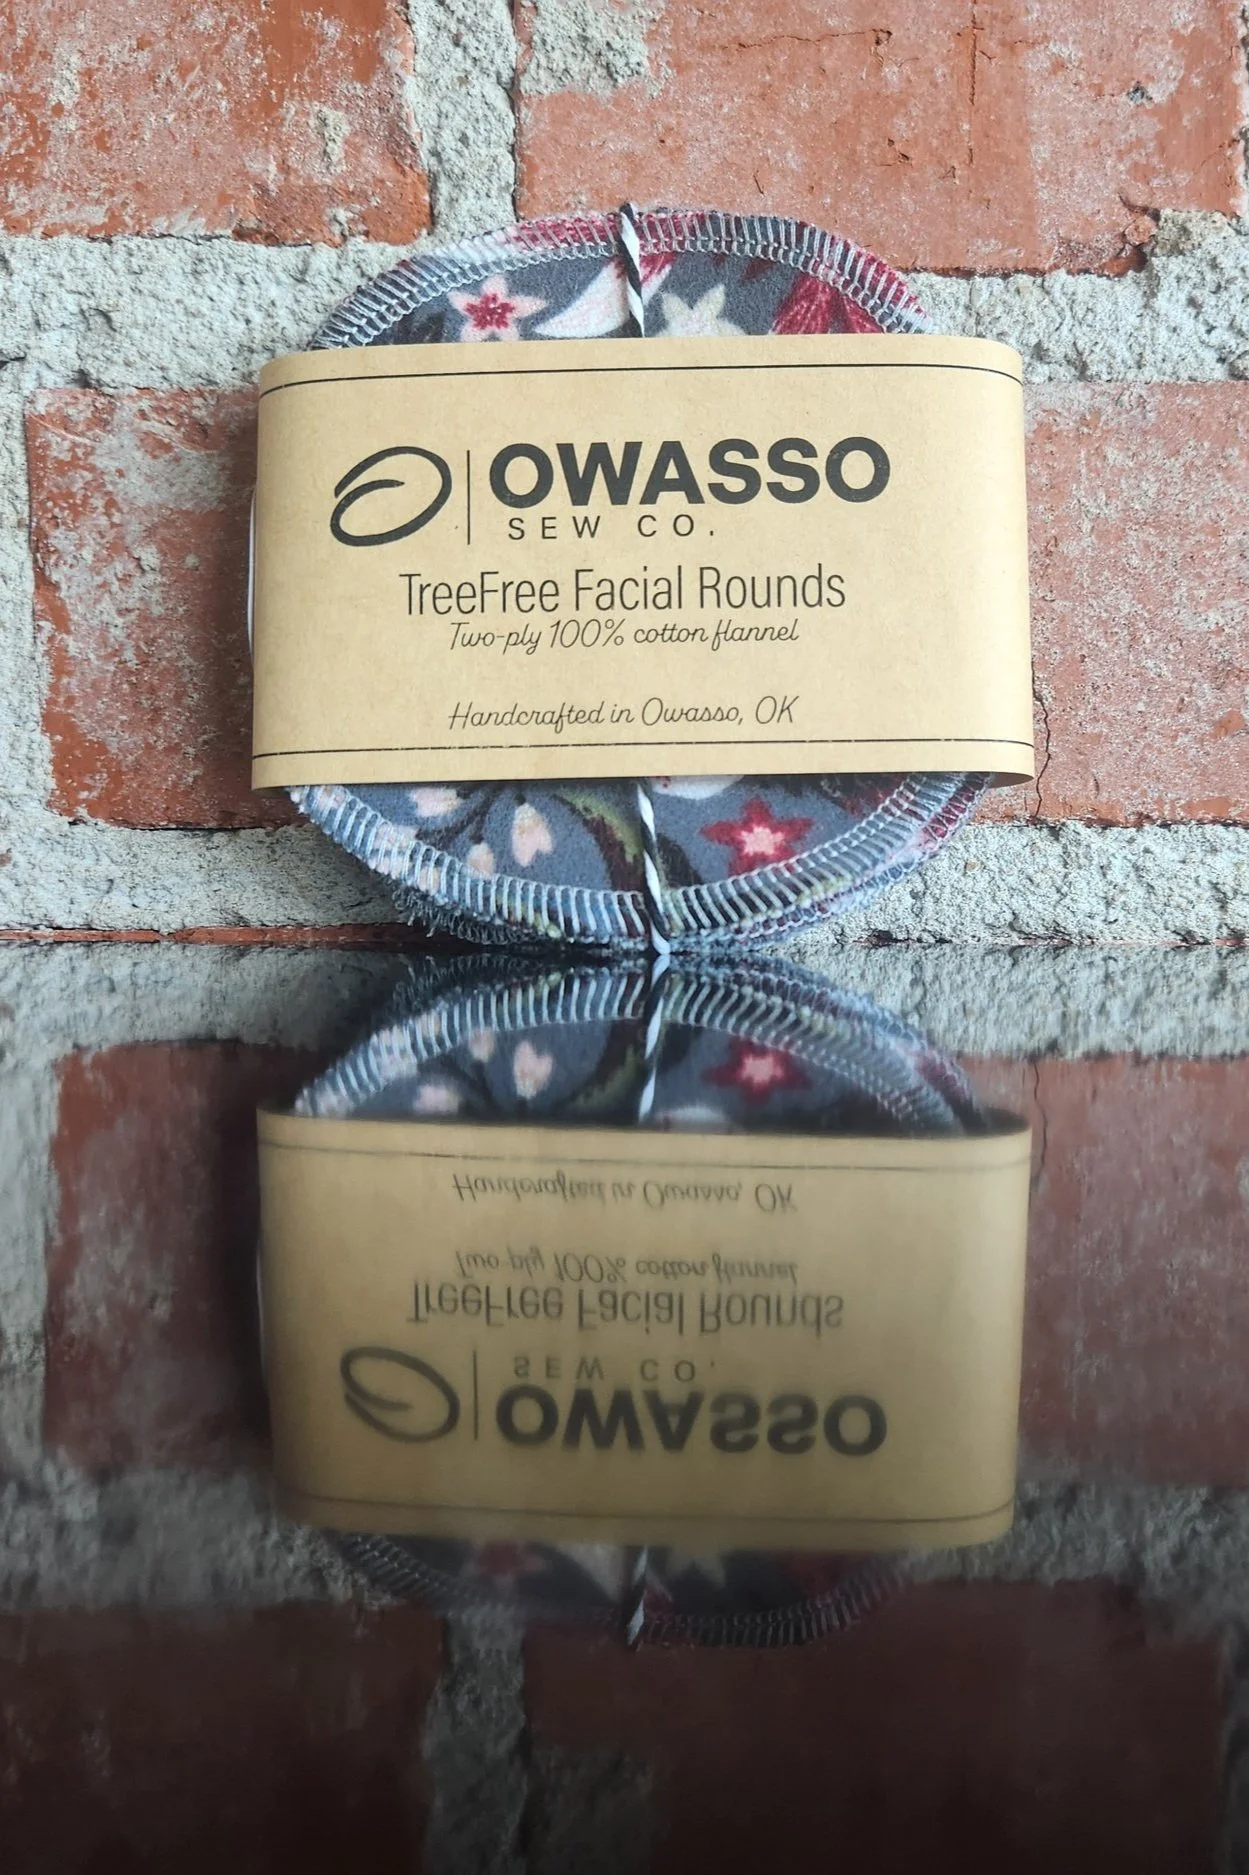 OWASSO
SEW CO.
TreeFree Facial Rounds
Two-ply 100% cotton flannel
Handcrafted in Owasso, OK